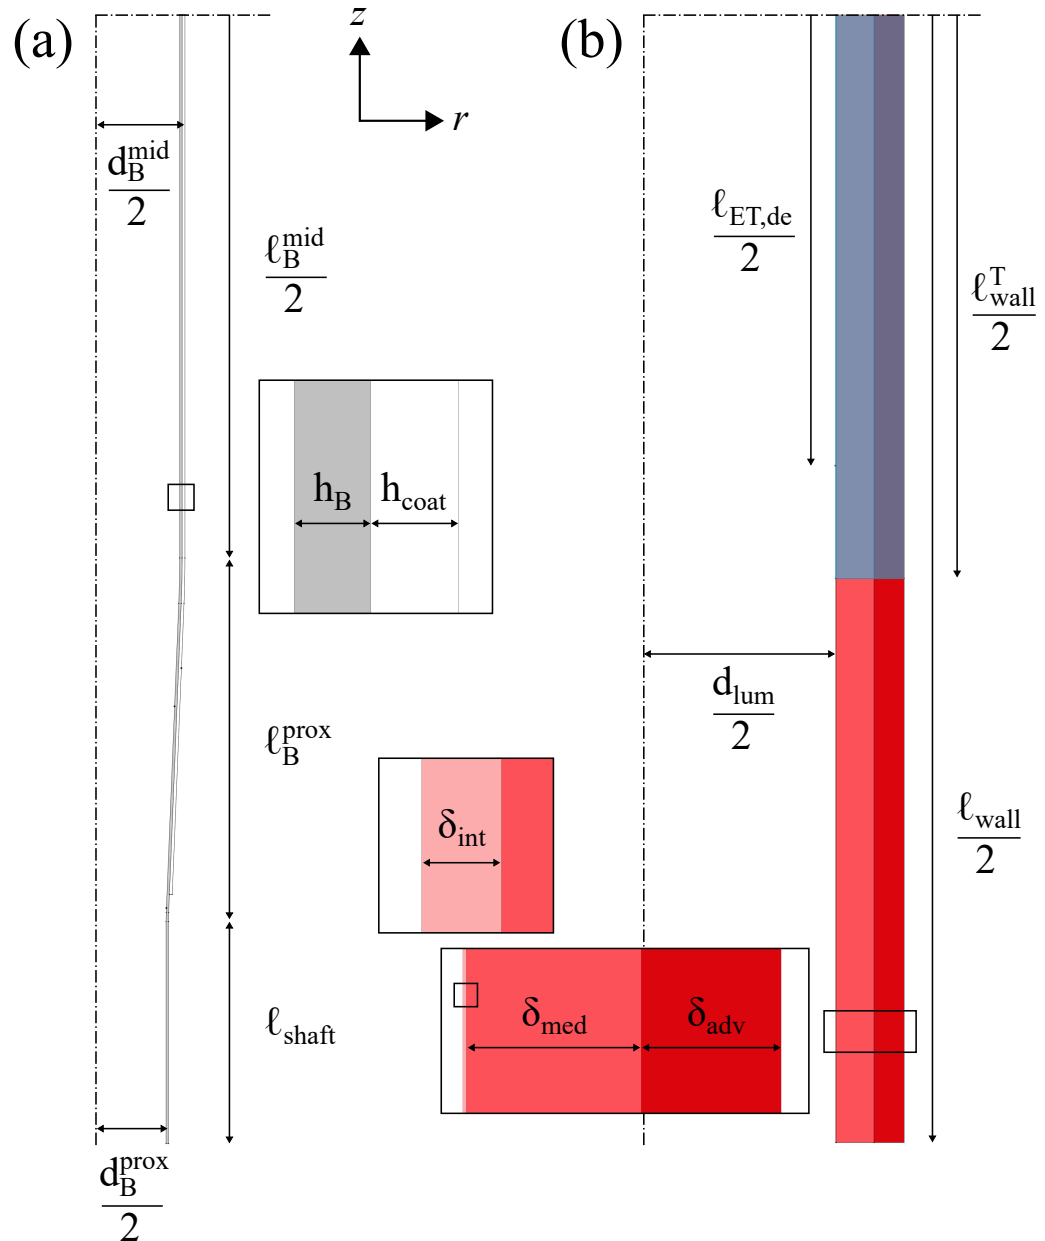 (a)
z
r
d_B^mid
2
ℓ_B^mid
2
h_B
h_coat
ℓ_B^prox
ℓ_shaft
d_B^prox
2
(b)
ℓ_ET,de
2
ℓ_wall^T
2
d_lum
2
δ_int
ℓ_wall
2
δ_med
δ_adv